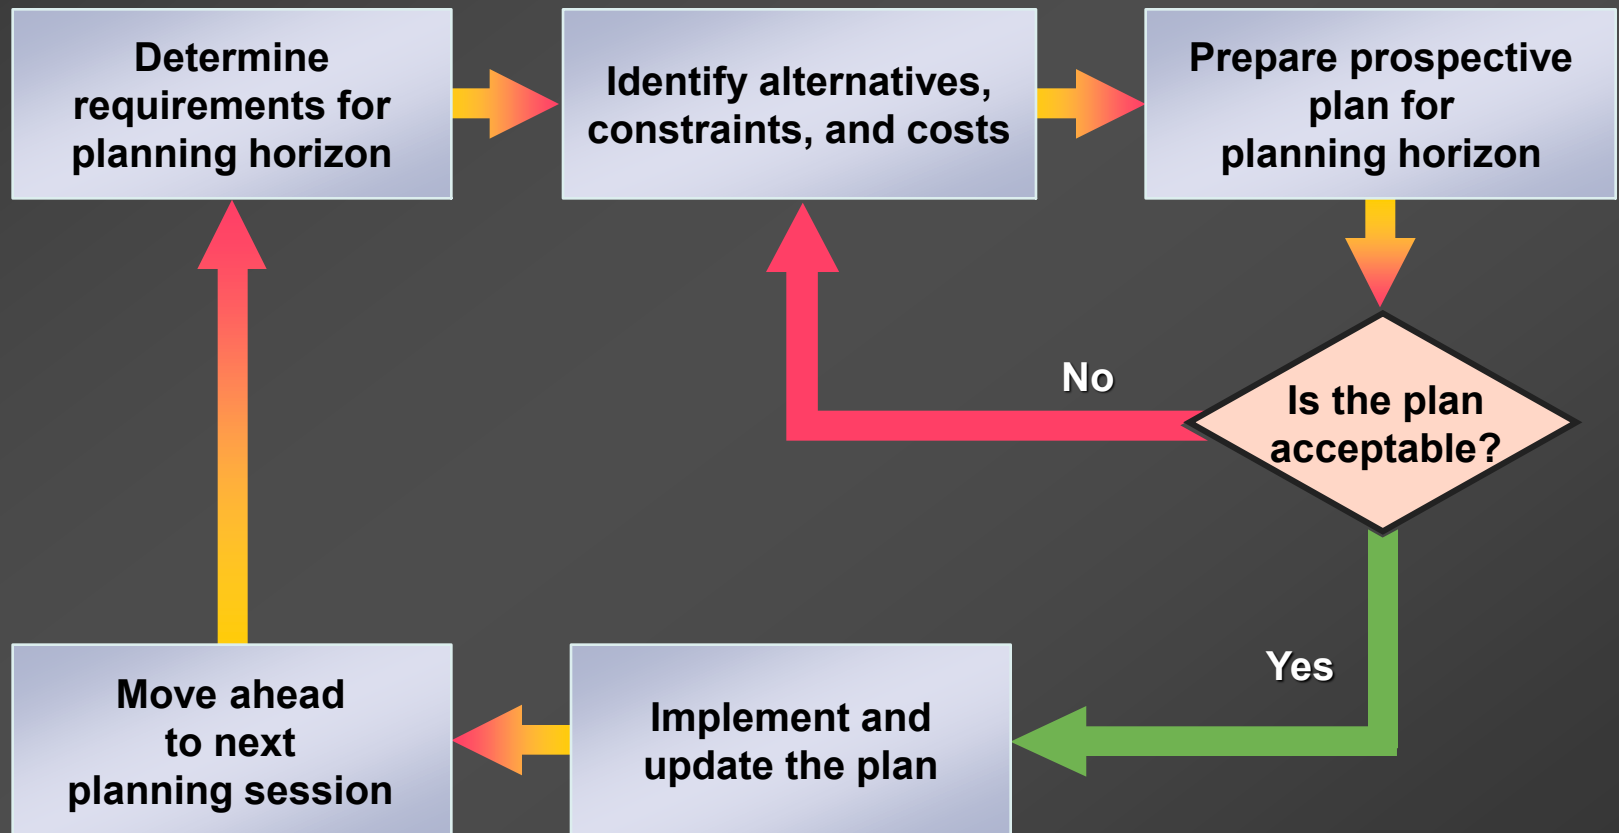 Determine
requirements for
planning horizon
Identify alternatives,
constraints, and costs
Prepare prospective
plan for
planning horizon
No
Is the plan
acceptable?
Yes
Move ahead
to next
planning session
Implement and
update the plan